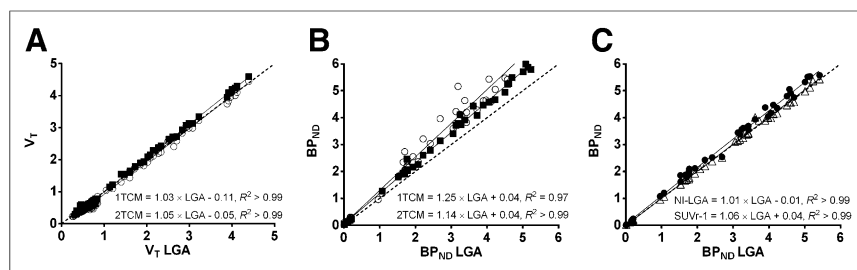 A
B
C
5
4
3
2
1
0
V_T
1TCM = 1.03 × LGA - 0.11, R² > 0.99
2TCM = 1.05 × LGA - 0.05, R² > 0.99
0 1 2 3 4 5
V_T LGA
6
5
4
3
2
1
0
BP_ND
1TCM = 1.25 × LGA + 0.04, R² = 0.97
2TCM = 1.14 × LGA + 0.04, R² > 0.99
0 1 2 3 4 5 6
BP_ND LGA
6
5
4
3
2
1
0
BP_ND
NI-LGA = 1.01 × LGA - 0.01, R² > 0.99
SUVr-1 = 1.06 × LGA + 0.04, R² > 0.99
0 1 2 3 4 5 6
BP_ND LGA